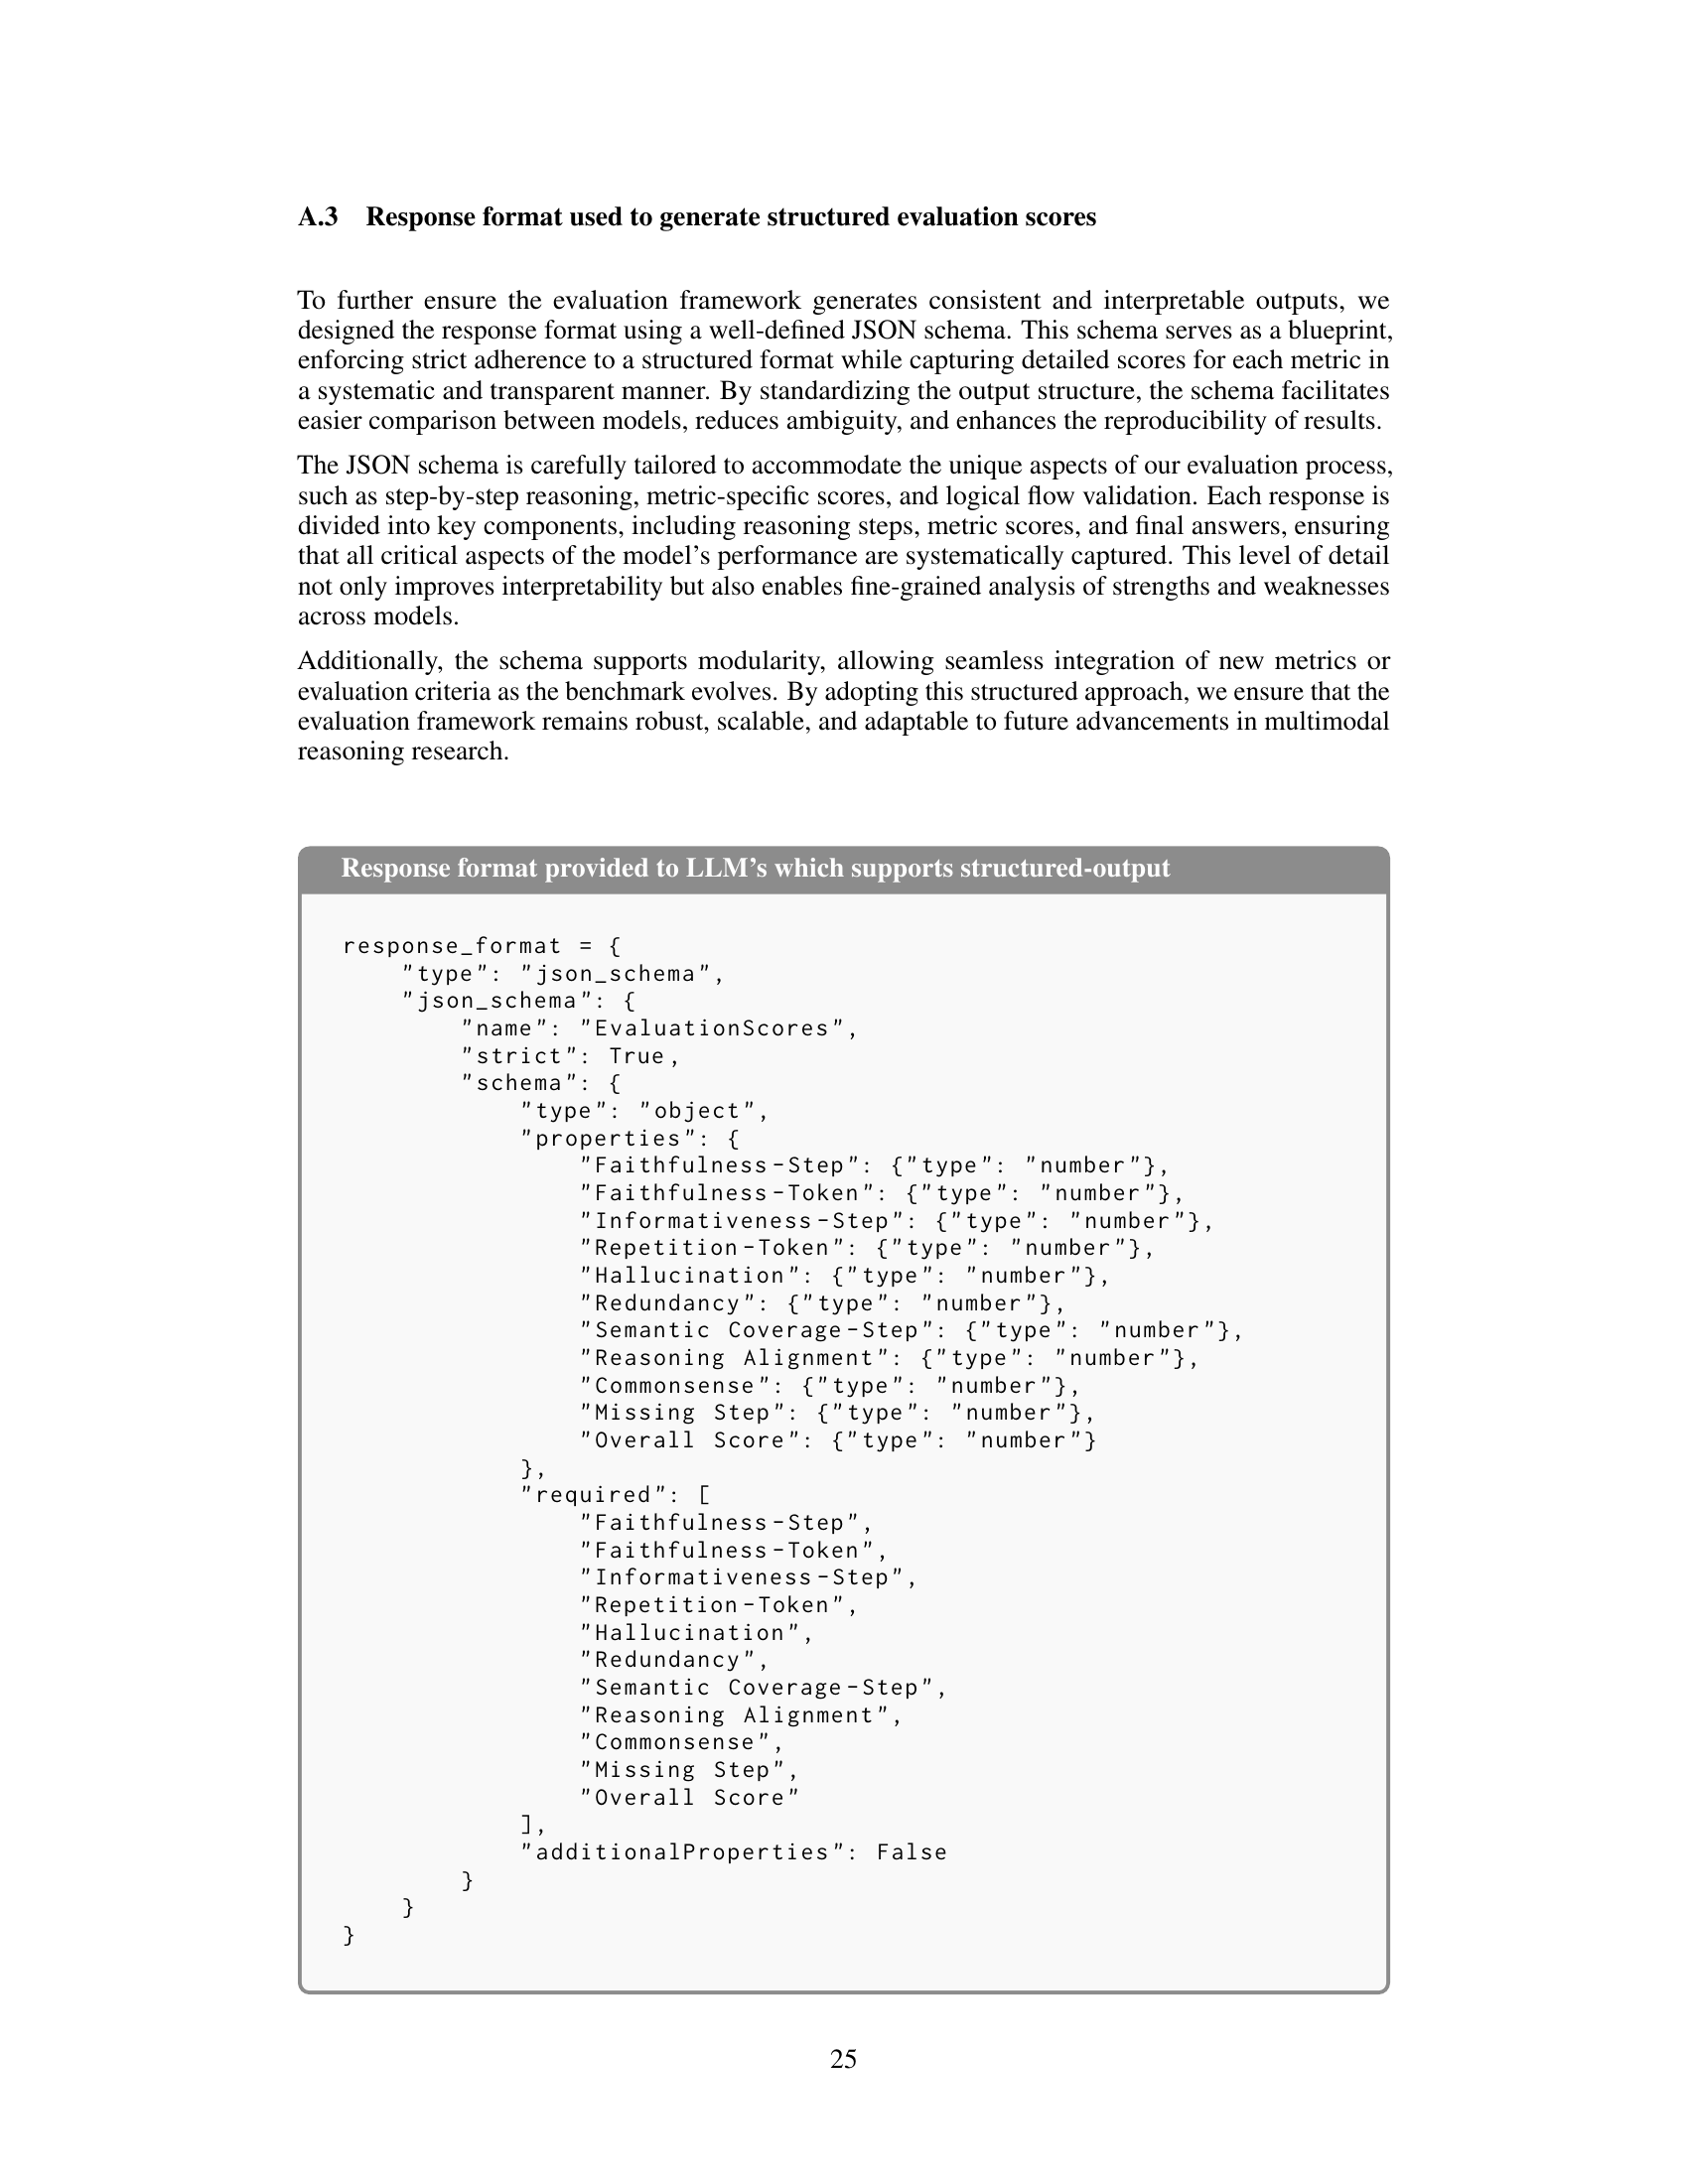 A.3 Response format used to generate structured evaluation scores
To further ensure the evaluation framework generates consistent and interpretable outputs, we
designed the response format using a well-defined JSON schema. This schema serves as a blueprint,
enforcing strict adherence to a structured format while capturing detailed scores for each metric in
a systematic and transparent manner. By standardizing the output structure, the schema facilitates
easier comparison between models, reduces ambiguity, and enhances the reproducibility of results.
The JSON schema is carefully tailored to accommodate the unique aspects of our evaluation process,
such as step-by-step reasoning, metric-specific scores, and logical flow validation. Each response is
divided into key components, including reasoning steps, metric scores, and final answers, ensuring
that all critical aspects of the model's performance are systematically captured. This level of detail
not only improves interpretability but also enables fine-grained analysis of strengths and weaknesses
across models.
Additionally, the schema supports modularity, allowing seamless integration of new metrics or
evaluation criteria as the benchmark evolves. By adopting this structured approach, we ensure that the
evaluation framework remains robust, scalable, and adaptable to future advancements in multimodal
reasoning research.
Response format provided to LLM's which supports structured-output
response_format = {
    "type": "json_schema",
    "json_schema": {
        "name": "EvaluationScores",
        "strict": True,
        "schema": {
            "type": "object",
            "properties": {
                "Faithfulness-Step": {"type": "number"},
                "Faithfulness-Token": {"type": "number"},
                "Informativeness-Step": {"type": "number"},
                "Repetition-Token": {"type": "number"},
                "Hallucination": {"type": "number"},
                "Redundancy": {"type": "number"},
                "Semantic Coverage-Step": {"type": "number"},
                "Reasoning Alignment": {"type": "number"},
                "Commonsense": {"type": "number"},
                "Missing Step": {"type": "number"},
                "Overall Score": {"type": "number"}
            },
            "required": [
                "Faithfulness-Step",
                "Faithfulness-Token",
                "Informativeness-Step",
                "Repetition-Token",
                "Hallucination",
                "Redundancy",
                "Semantic Coverage-Step",
                "Reasoning Alignment",
                "Commonsense",
                "Missing Step",
                "Overall Score"
            ],
            "additionalProperties": False
        }
    }
}
25